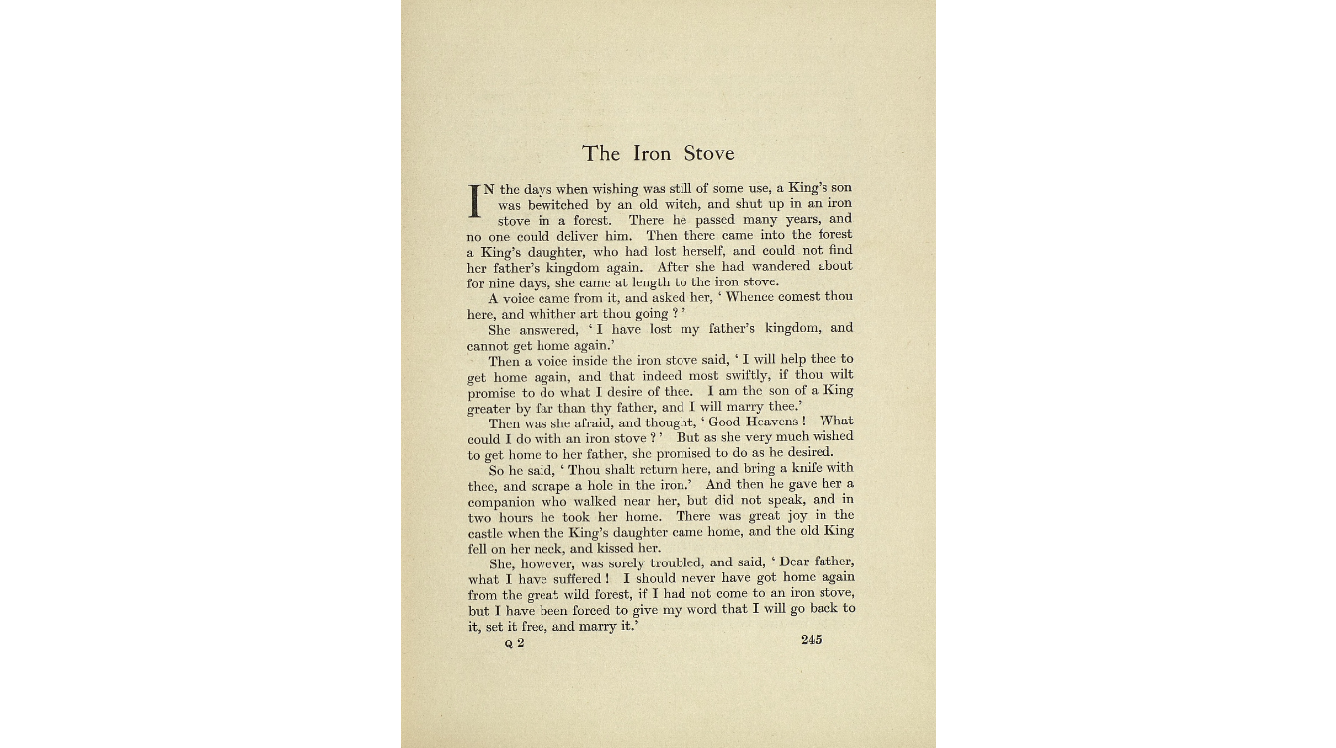 The Iron Stove
IN the days when wishing was still of some use, a King's son
was bewitched by an old witch, and shut up in an iron
stove in a forest. There he passed many years, and
no one could deliver him. Then there came into the forest
a King's daughter, who had lost herself, and could not find
her father's kingdom again. After she had wandered about
for nine days, she came at length to the iron stove.
A voice came from it, and asked her, ‘ Whence comest thou
here, and whither art thou going ? ’
She answered, ‘ I have lost my father's kingdom, and
cannot get home again.’
Then a voice inside the iron stove said, ‘ I will help thee to
get home again, and that indeed most swiftly, if thou wilt
promise to do what I desire of thee. I am the son of a King
greater by far than thy father, and I will marry thee.’
Then was she afraid, and thought, ‘ Good Heavens ! What
could I do with an iron stove ? ’ But as she very much wished
to get home to her father, she promised to do as he desired.
So he said, ‘ Thou shalt return here, and bring a knife with
thee, and scrape a hole in the iron.’ And then he gave her a
companion who walked near her, but did not speak, and in
two hours he took her home. There was great joy in the
castle when the King's daughter came home, and the old King
fell on her neck, and kissed her.
She, however, was sorely troubled, and said, ‘ Dear father,
what I have suffered ! I should never have got home again
from the great wild forest, if I had not come to an iron stove,
but I have been forced to give my word that I will go back to
it, set it free, and marry it.’
Q 2 245